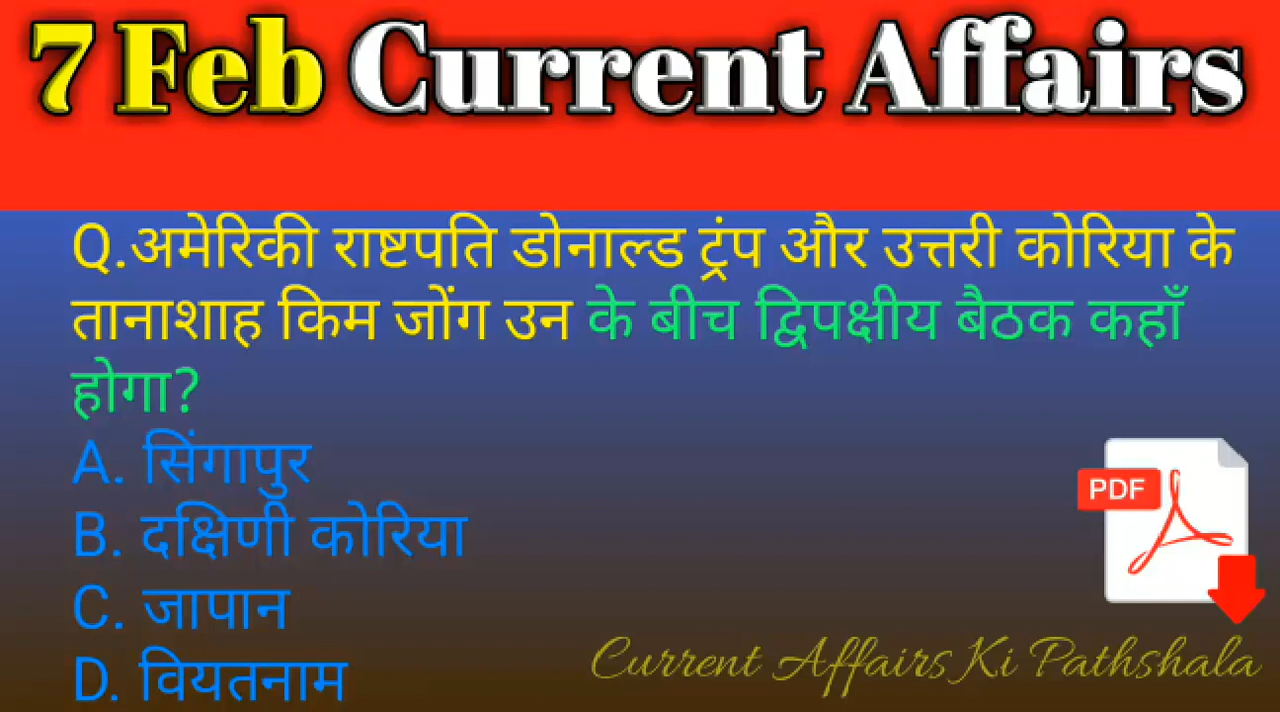 7 Feb Current Affairs
Q.अमेरिकी राष्टपति डोनाल्ड ट्रंप और उत्तरी कोरिया के
तानाशाह किम जोंग उन के बीच द्विपक्षीय बैठक कहाँ
होगा?
A. सिंगापुर
B. दक्षिणी कोरिया
C. जापान
D. वियतनाम
PDF
Current Affairs Ki Pathshala